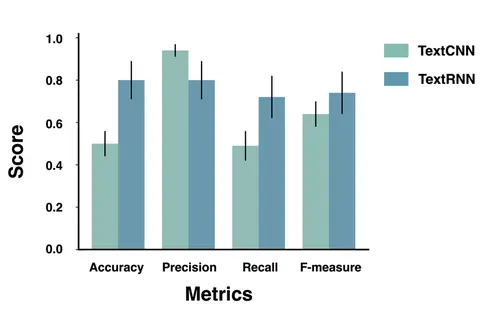 1.0
0.8
0.6
0.4
0.2
0.0
Score
Accuracy Precision Recall F-measure
Metrics
TextCNN
TextRNN